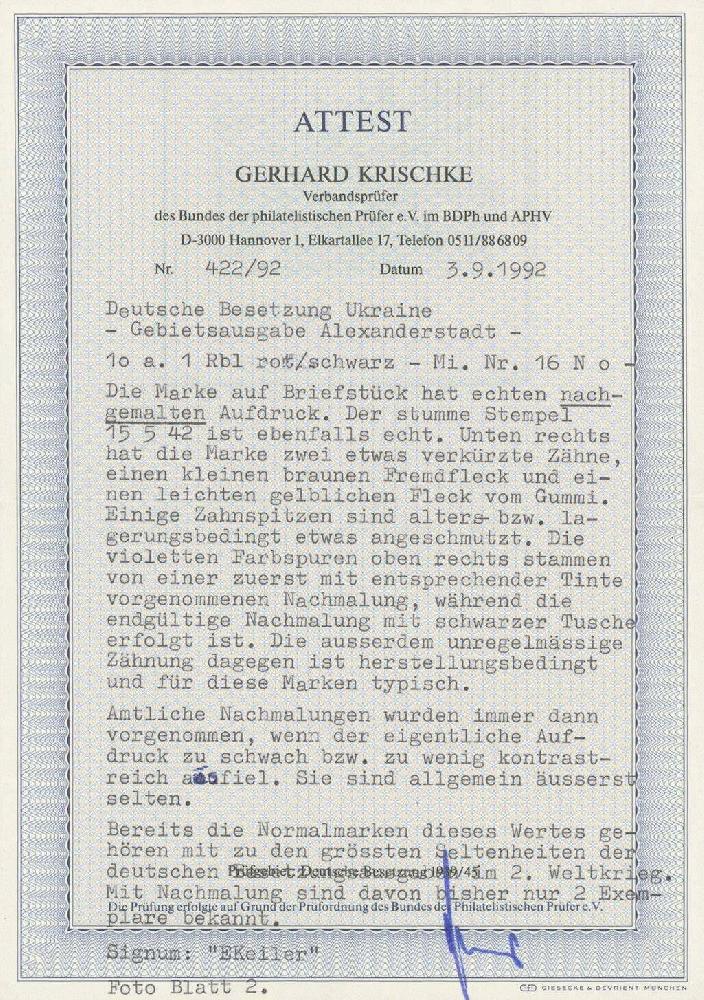 ATTEST
GERHARD KRISCHKE
Verbandsprüfer
des Bundes der philatelistischen Prüfer e.V. im BDPh und APHV
D-3000 Hannover 1, Elkartallee 17, Telefon 0511/886809
Nr. 422/92 Datum 3.9.1992
Deutsche Besetzung Ukraine
- Gebietsausgabe Alexanderstadt -
1o a. 1 Rbl rot/schwarz - Mi. Nr. 16 N o -
Die Marke auf Briefstück hat echten nach-
gemalten Aufdruck. Der stumme Stempel
15 5 42 ist ebenfalls echt. Unten rechts
hat die Marke zwei etwas verkürzte Zähne,
einen kleinen braunen Fremdfleck und ei-
nen leichten gelblichen Fleck vom Gummi.
Einige Zahnspitzen sind alters- bzw. la-
gerungsbedingt etwas angeschmutzt. Die
violetten Farbspuren oben rechts stammen
von einer zuerst mit entsprechender Tinte
vorgenommenen Nachmalung, während die
endgültige Nachmalung mit schwarzer Tusche
erfolgt ist. Die ausserdem unregelmässige
Zähnung dagegen ist herstellungsbedingt
und für diese Marken typisch.
Amtliche Nachmalungen wurden immer dann
vorgenommen, wenn der eigentliche Auf-
druck zu schwach bzw. zu wenig kontrast-
reich ausfiel. Sie sind allgemein äusserst
selten.
Bereits die Normalmarken dieses Wertes ge-
hören mit zu den grössten Seltenheiten der
deutschen im 2. Weltkrieg.
Prüfgebiet: Deutsche Besetzung 1939/45
Mit Nachmalung sind davon bisher nur 2 Exem-
Die Prüfung erfolgte auf Grund der Prüfordnung des Bundes der Philatelistischen Prüfer e.V.
plare bekannt.
Signum: "EKeiler"
Foto Blatt 2.
GIESECKE & DEVRIENT MÜNCHEN